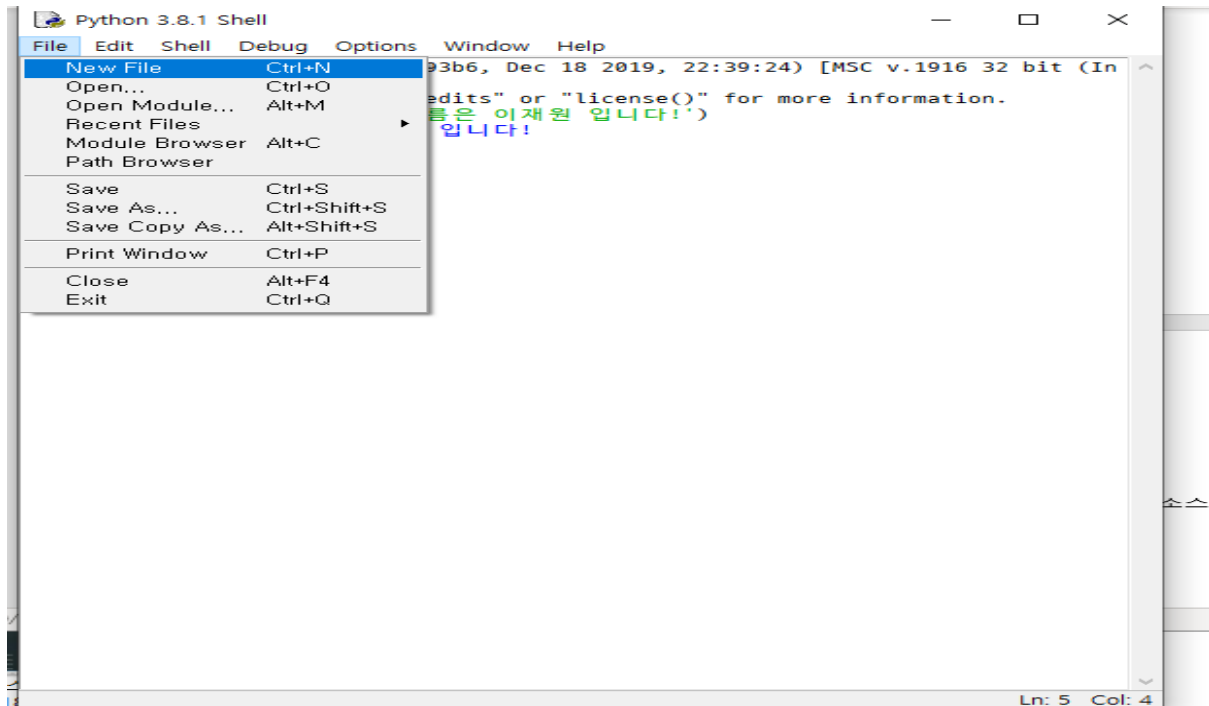 Python 3.8.1 Shell
File Edit Shell Debug Options Window Help
New File Ctrl+N
93b6, Dec 18 2019, 22:39:24) [MSC v.1916 32 bit (In
Open... Ctrl+O
edits" or "license()" for more information.
Open Module... Alt+M
름은 이재원 입니다!')
Recent Files
입니다!
Module Browser Alt+C
Path Browser
Save Ctrl+S
Save As... Ctrl+Shift+S
Save Copy As... Alt+Shift+S
Print Window Ctrl+P
Close Alt+F4
Exit Ctrl+Q
소스
Ln: 5 Col: 4